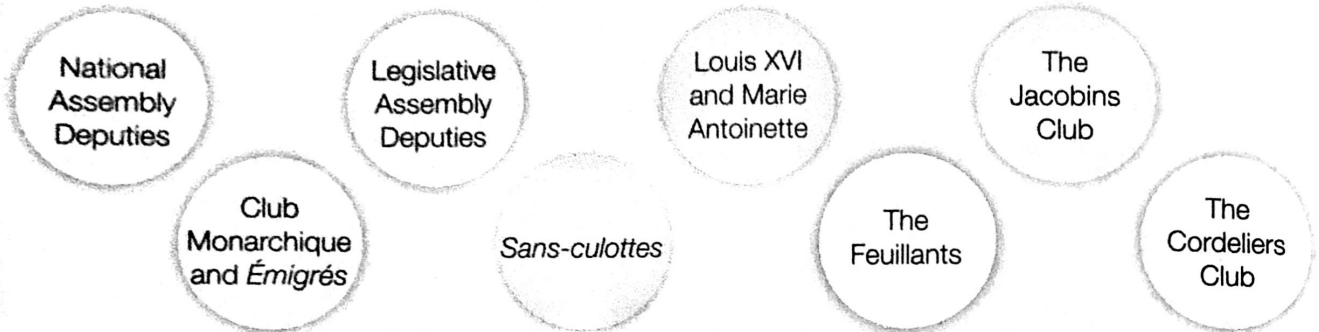 National
Assembly
Deputies
Club
Monarchique
and Émigrés
Legislative
Assembly
Deputies
Sans-culottes
Louis XVI
and Marie
Antoinette
The
Feuillants
The
Jacobins
Club
The
Cordeliers
Club